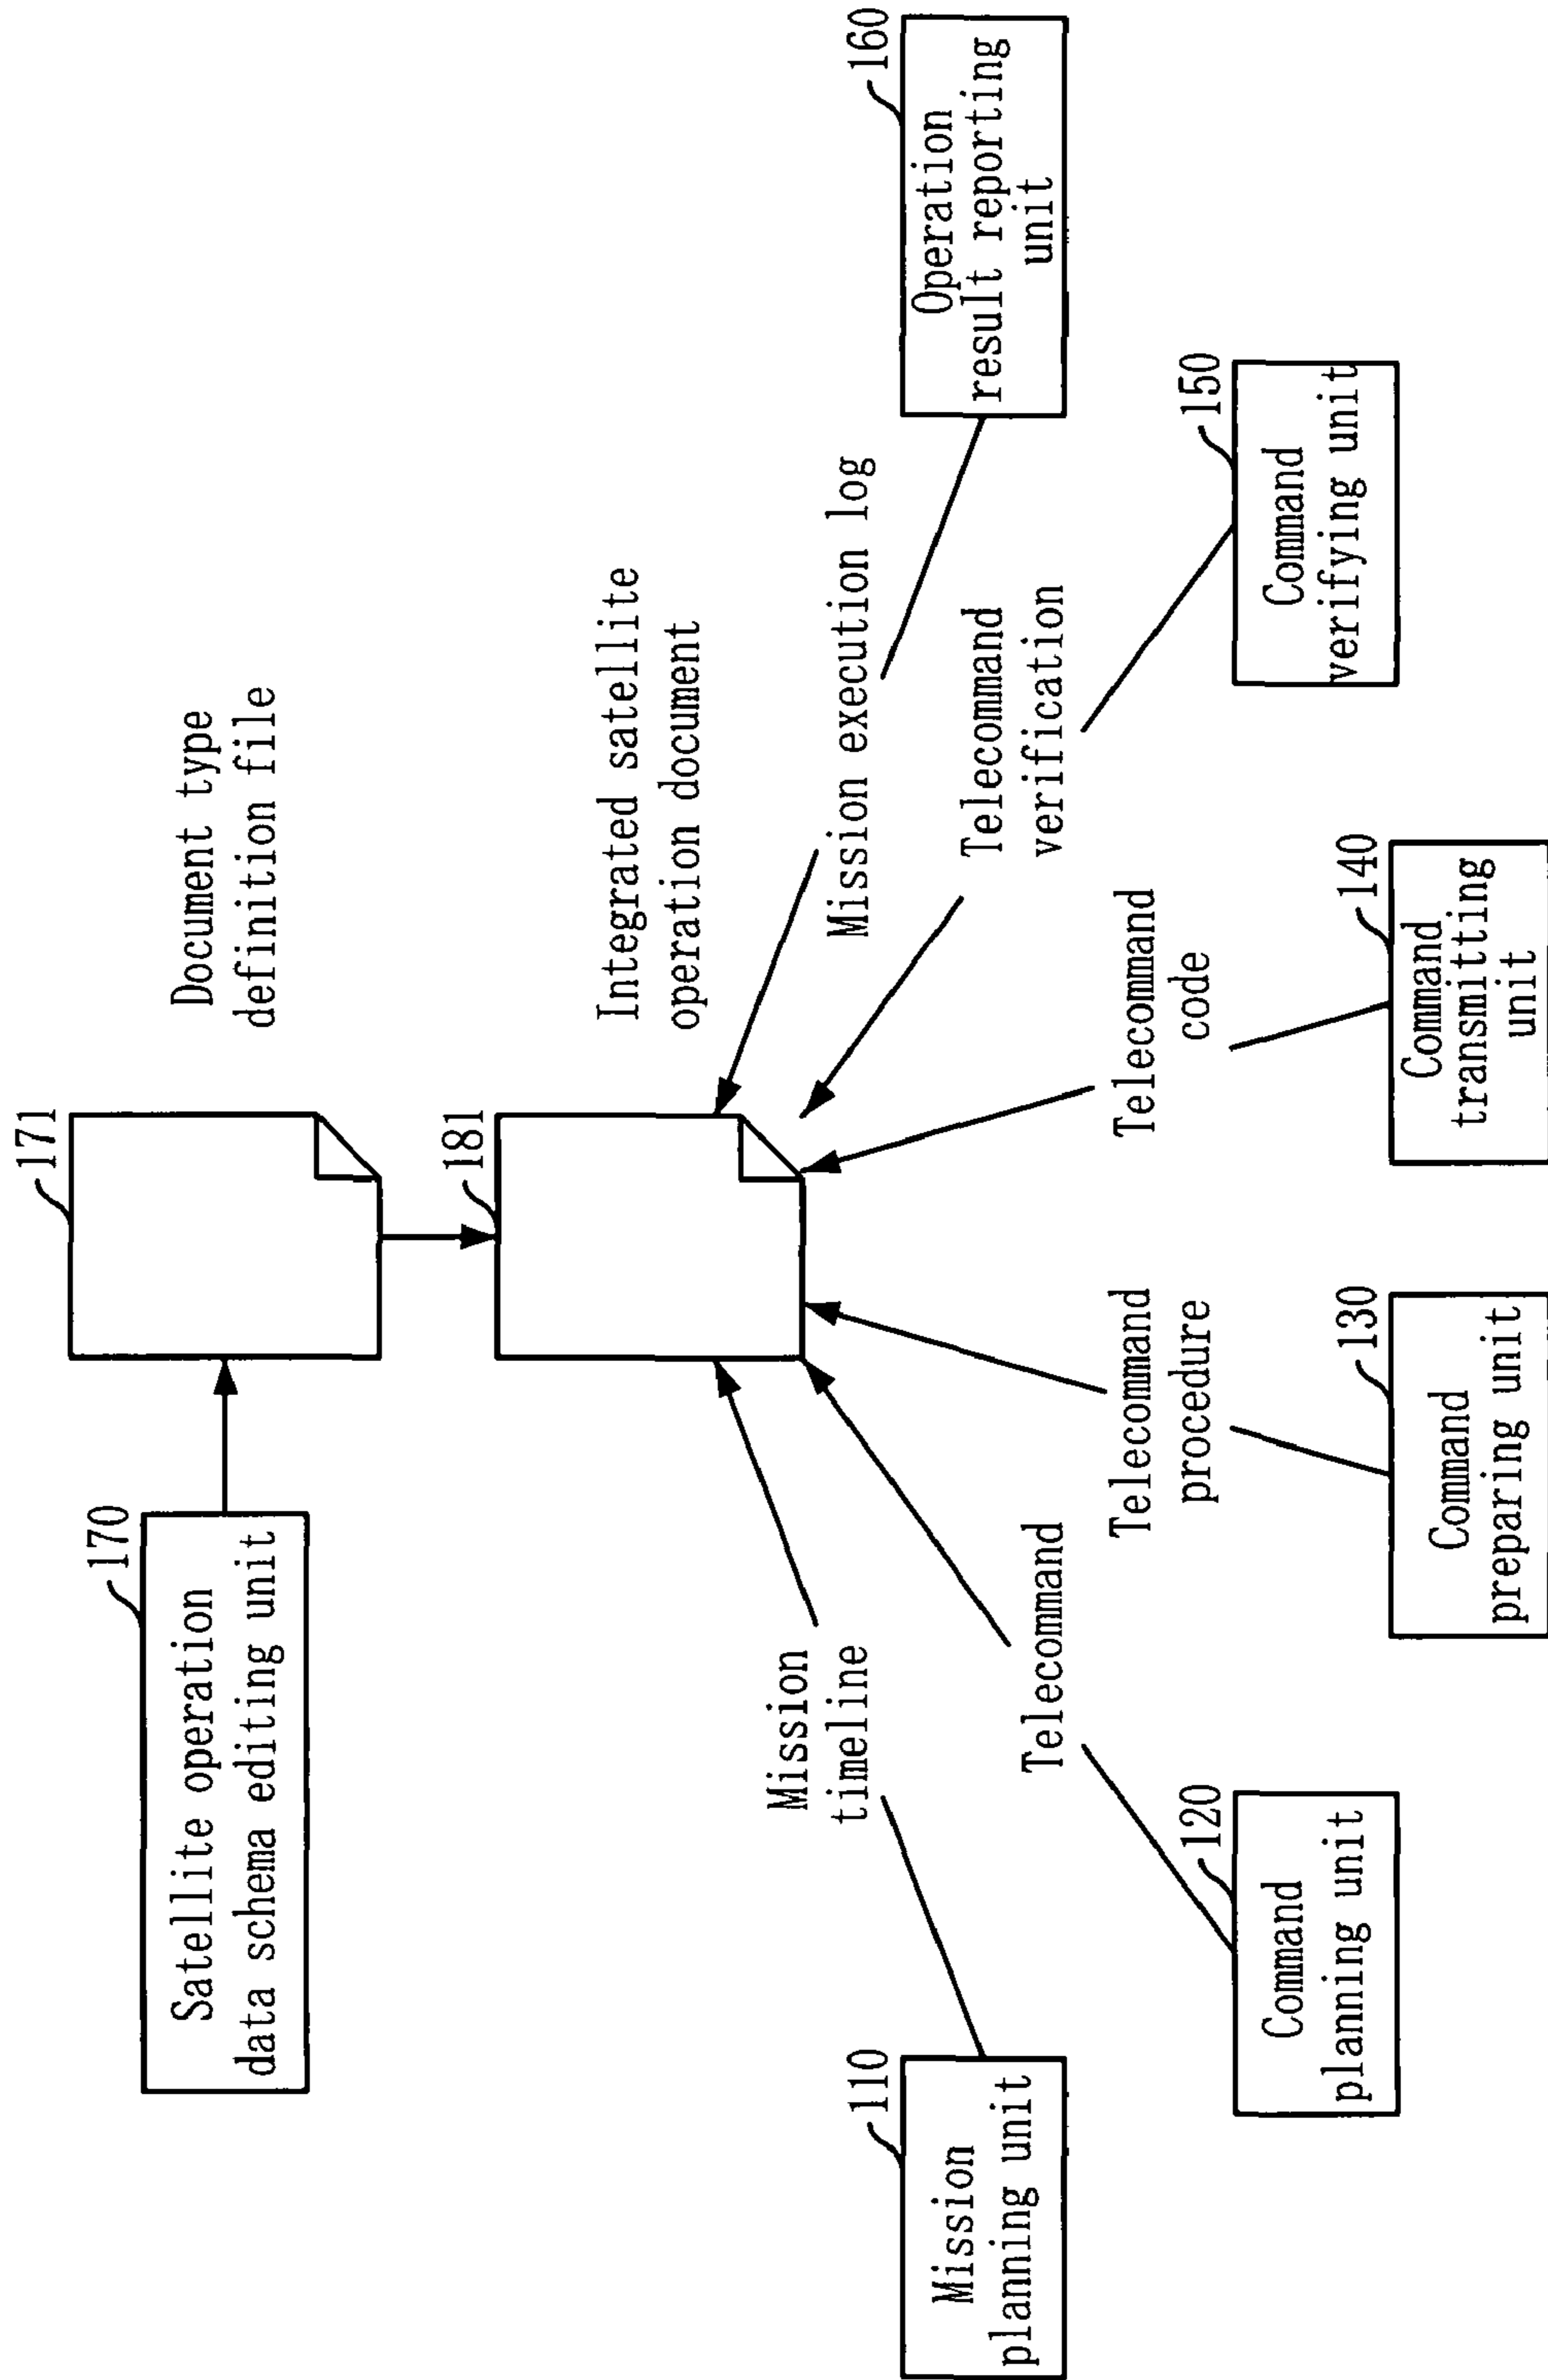 170
Satellite operation
data schema editing unit
171
Document type
definition file
181
Integrated satellite
operation document
Mission
timeline
Mission execution log
110
Mission
planning unit
160
Operation
result reporting
unit
Telecommand
Telecommand
verification
Telecommand
procedure
Telecommand
code
120
Command
planning unit
130
Command
preparing unit
140
Command
transmitting
unit
150
Command
verifying unit